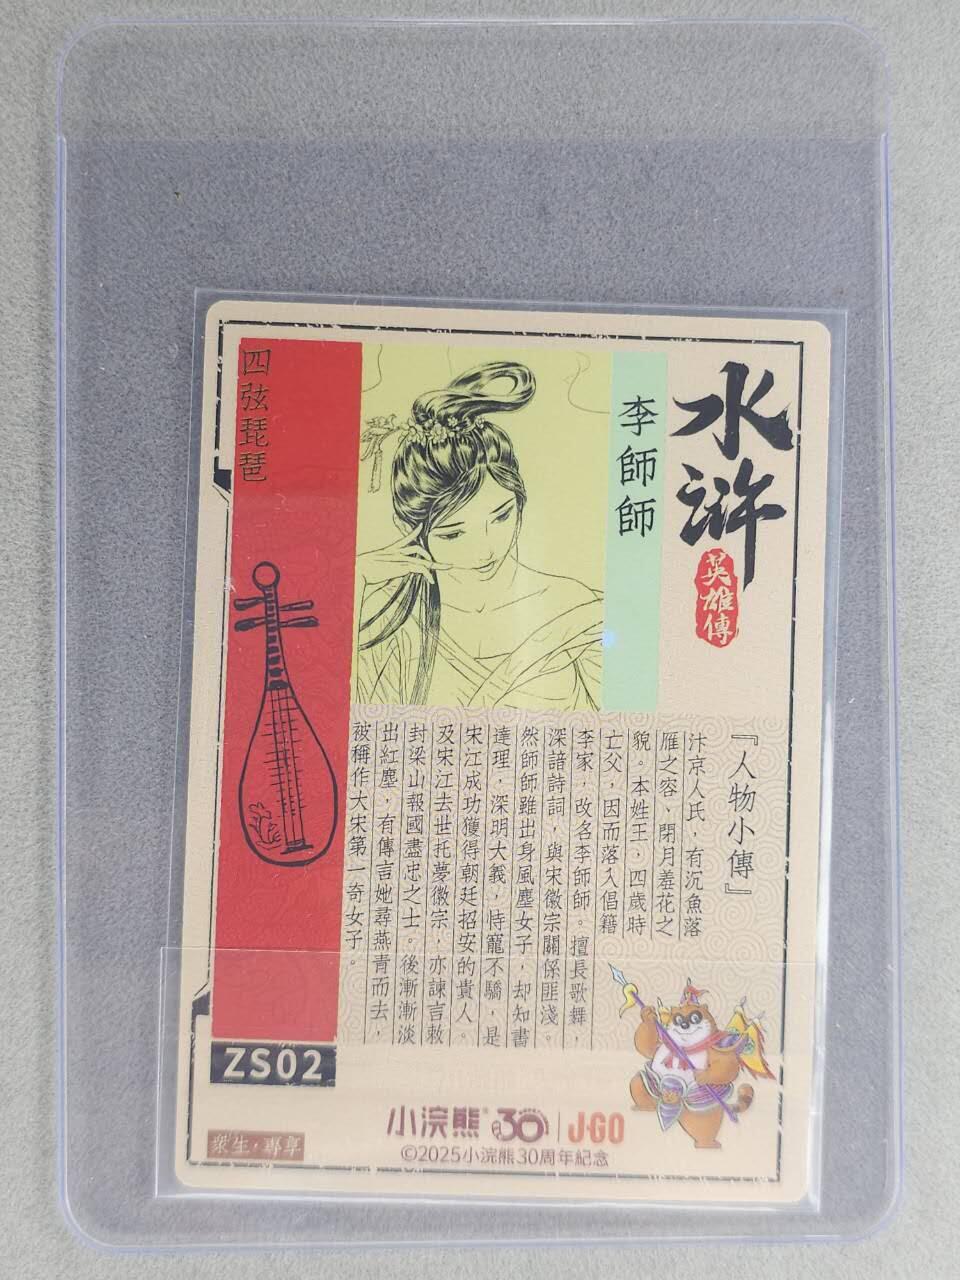 水滸
英雄傳
李師師
四弦琵琶
『人物小傳』
汴京人氏，有沉魚落
雁之容、閉月羞花之
貌。本姓王，四歲時
亡父，因而落入倡籍
李家，改名李師師。擅長歌舞，
深諳詩詞，與宋徽宗關係匪淺。
然師師雖出身風塵女子，却知書
達理，深明大義，恃寵不驕，是
宋江成功獲得朝廷招安的貴人。
及宋江去世托夢徽宗，亦諫言敕
封梁山報國盡忠之士。後漸漸淡
出紅塵，有傳言她尋燕青而去，
被稱作大宋第一奇女子。
ZS02
衆生·專享
小浣熊 30 J·GO
©2025小浣熊30周年紀念